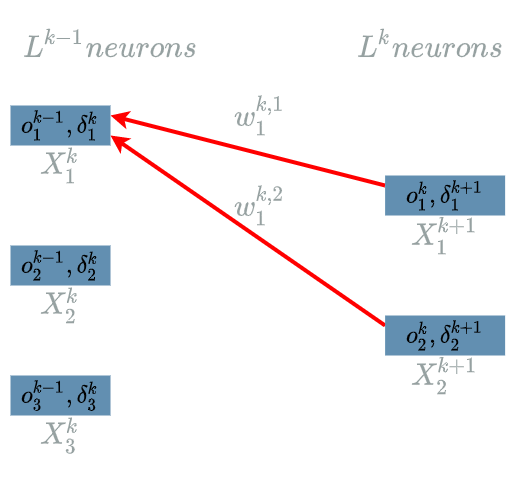 L^{k-1}neurons
L^k neurons
o_1^{k-1}, δ_1^k
X_1^k
w_1^{k,1}
o_1^k, δ_1^{k+1}
X_1^{k+1}
w_1^{k,2}
o_2^{k-1}, δ_2^k
X_2^k
o_2^k, δ_2^{k+1}
X_2^{k+1}
o_3^{k-1}, δ_3^k
X_3^k